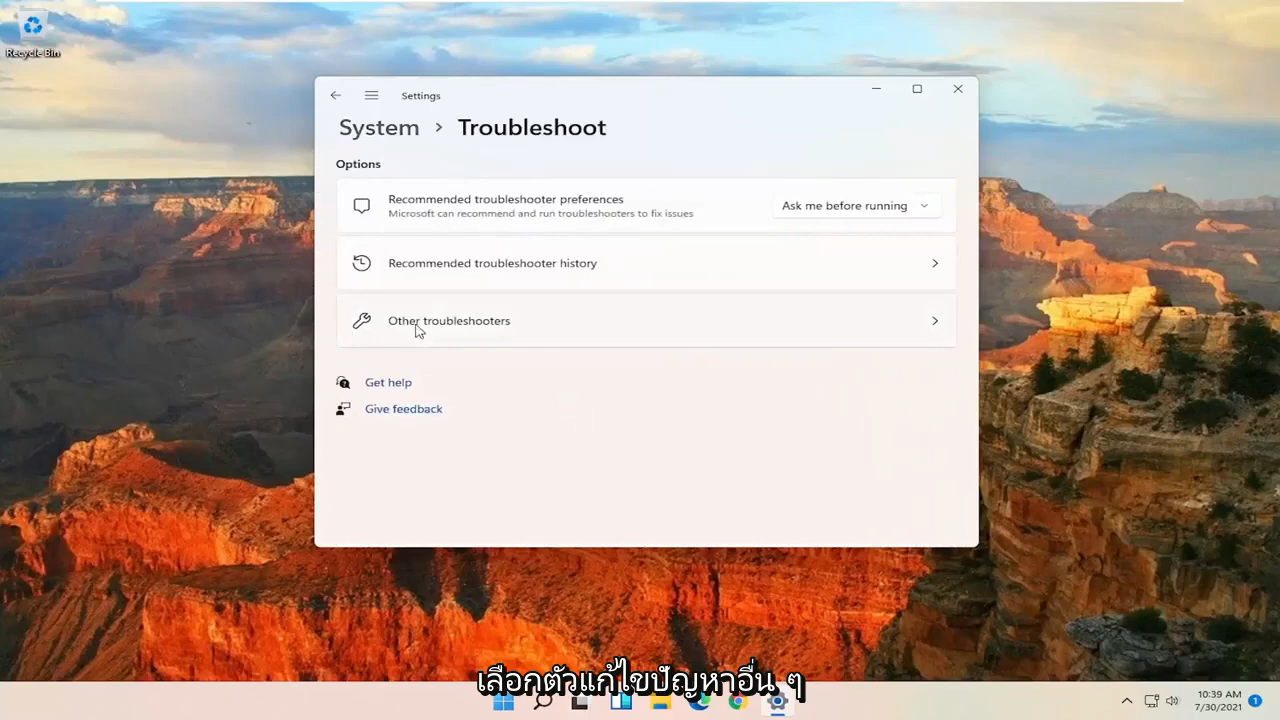 Recycle Bin
Settings
System > Troubleshoot
Options
Recommended troubleshooter preferences
Microsoft can recommend and run troubleshooters to fix issues
Ask me before running
Recommended troubleshooter history
Other troubleshooters
Get help
Give feedback
เลือกตัวแก้ไขปัญหาอื่น ๆ
10:39 AM
7/30/2021
1